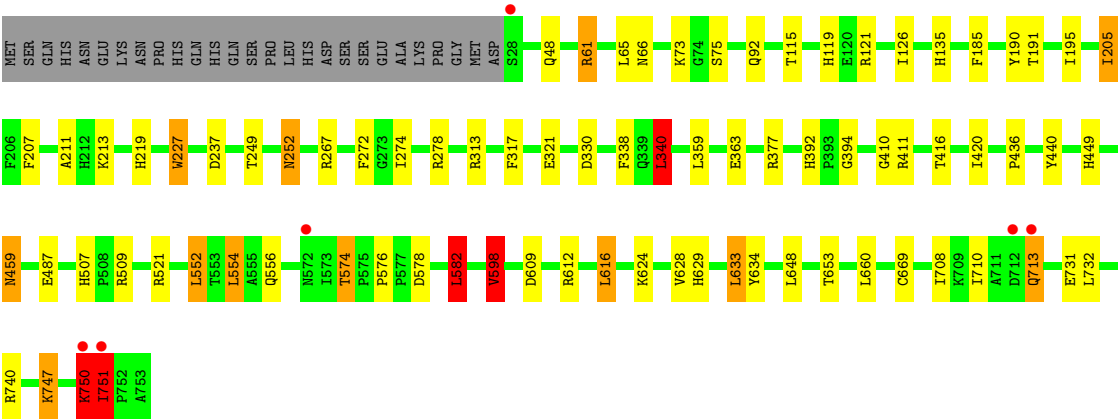 MET SER GLN HIS ASN GLU LYS ASN PRO HIS GLN HIS GLN SER PRO LEU HIS ASP SER SER GLU ALA LYS PRO GLY MET ASP S28 Q48 R61 L65 N66 K73 G74 S75 Q92 T115 H119 E120 R121 I126 H135 F185 Y190 T191 I195 I205
F206 F207 A211 H212 K213 H219 W227 D237 T249 N252 R267 F272 G273 I274 R278 R313 F317 E321 D330 F338 Q339 L340 L359 E363 R377 H392 P393 G394 G410 R411 T416 I420 P436 Y440 H449
N459 E487 H507 P508 R509 R521 L552 T553 L554 A555 Q556 N572 I573 T574 P575 P576 P577 D578 L582 V598 D609 R612 L616 K624 V628 H629 L633 Y634 L648 T653 L660 C669 I708 K709 I710 A711 D712 Q713 E731 L732
R740 K747 K750 I751 P752 A753